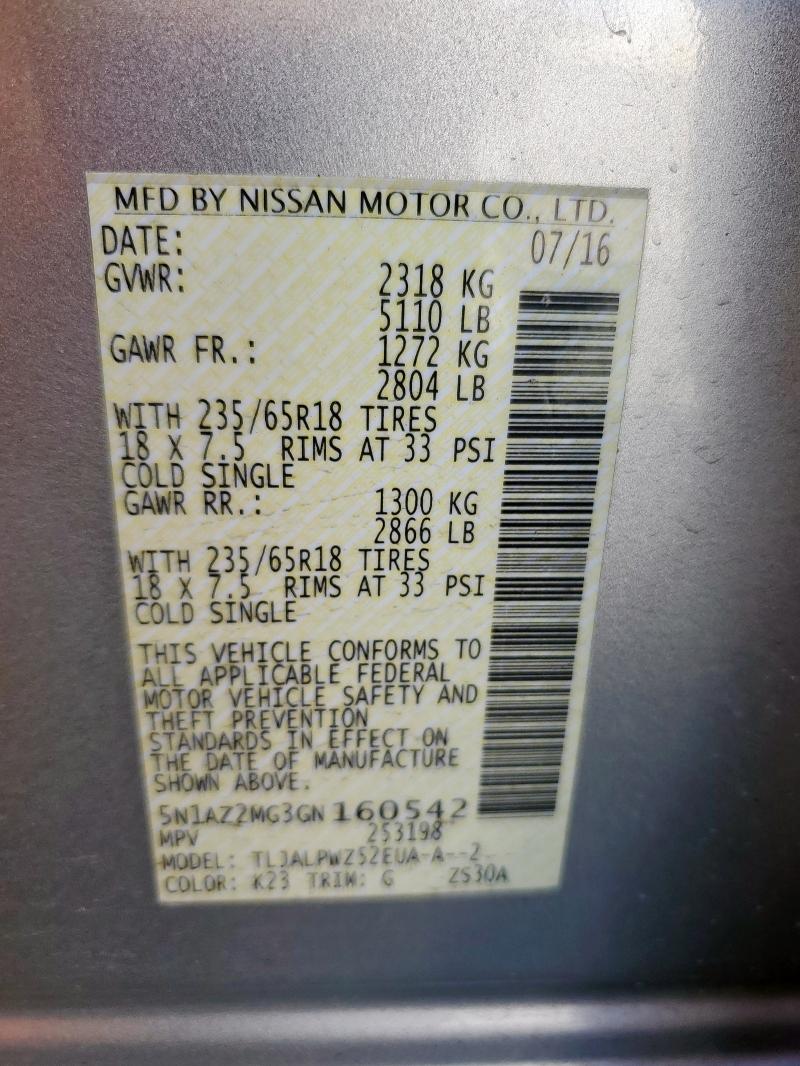 MFD BY NISSAN MOTOR CO., LTD.
DATE: 07/16
GVWR: 2318 KG
5110 LB
GAWR FR.: 1272 KG
2804 LB
WITH 235/65R18 TIRES
18 X 7.5 RIMS AT 33 PSI
COLD SINGLE
GAWR RR.: 1300 KG
2866 LB
WITH 235/65R18 TIRES
18 X 7.5 RIMS AT 33 PSI
COLD SINGLE
THIS VEHICLE CONFORMS TO
ALL APPLICABLE FEDERAL
MOTOR VEHICLE SAFETY AND
THEFT PREVENTION
STANDARDS IN EFFECT ON
THE DATE OF MANUFACTURE
SHOWN ABOVE.
5N1AZ2MG3GN 160542
MPV 253198
MODEL: TLJALPWZ52EUA-A--2
COLOR: K23 TRIM: G ZS30A